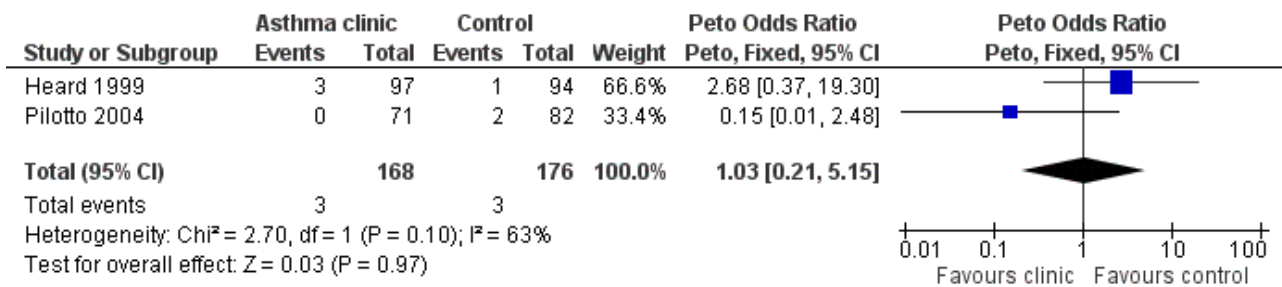 Asthma clinic Control Peto Odds Ratio Peto Odds Ratio
Study or Subgroup Events Total Events Total Weight Peto, Fixed, 95% CI Peto, Fixed, 95% CI
Heard 1999 3 97 1 94 66.6% 2.68 [0.37, 19.30]
Pilotto 2004 0 71 2 82 33.4% 0.15 [0.01, 2.48]
Total (95% CI) 168 176 100.0% 1.03 [0.21, 5.15]
Total events 3 3
Heterogeneity: Chi² = 2.70, df = 1 (P = 0.10); I² = 63%
Test for overall effect: Z = 0.03 (P = 0.97)
0.01 0.1 1 10 100
Favours clinic Favours control